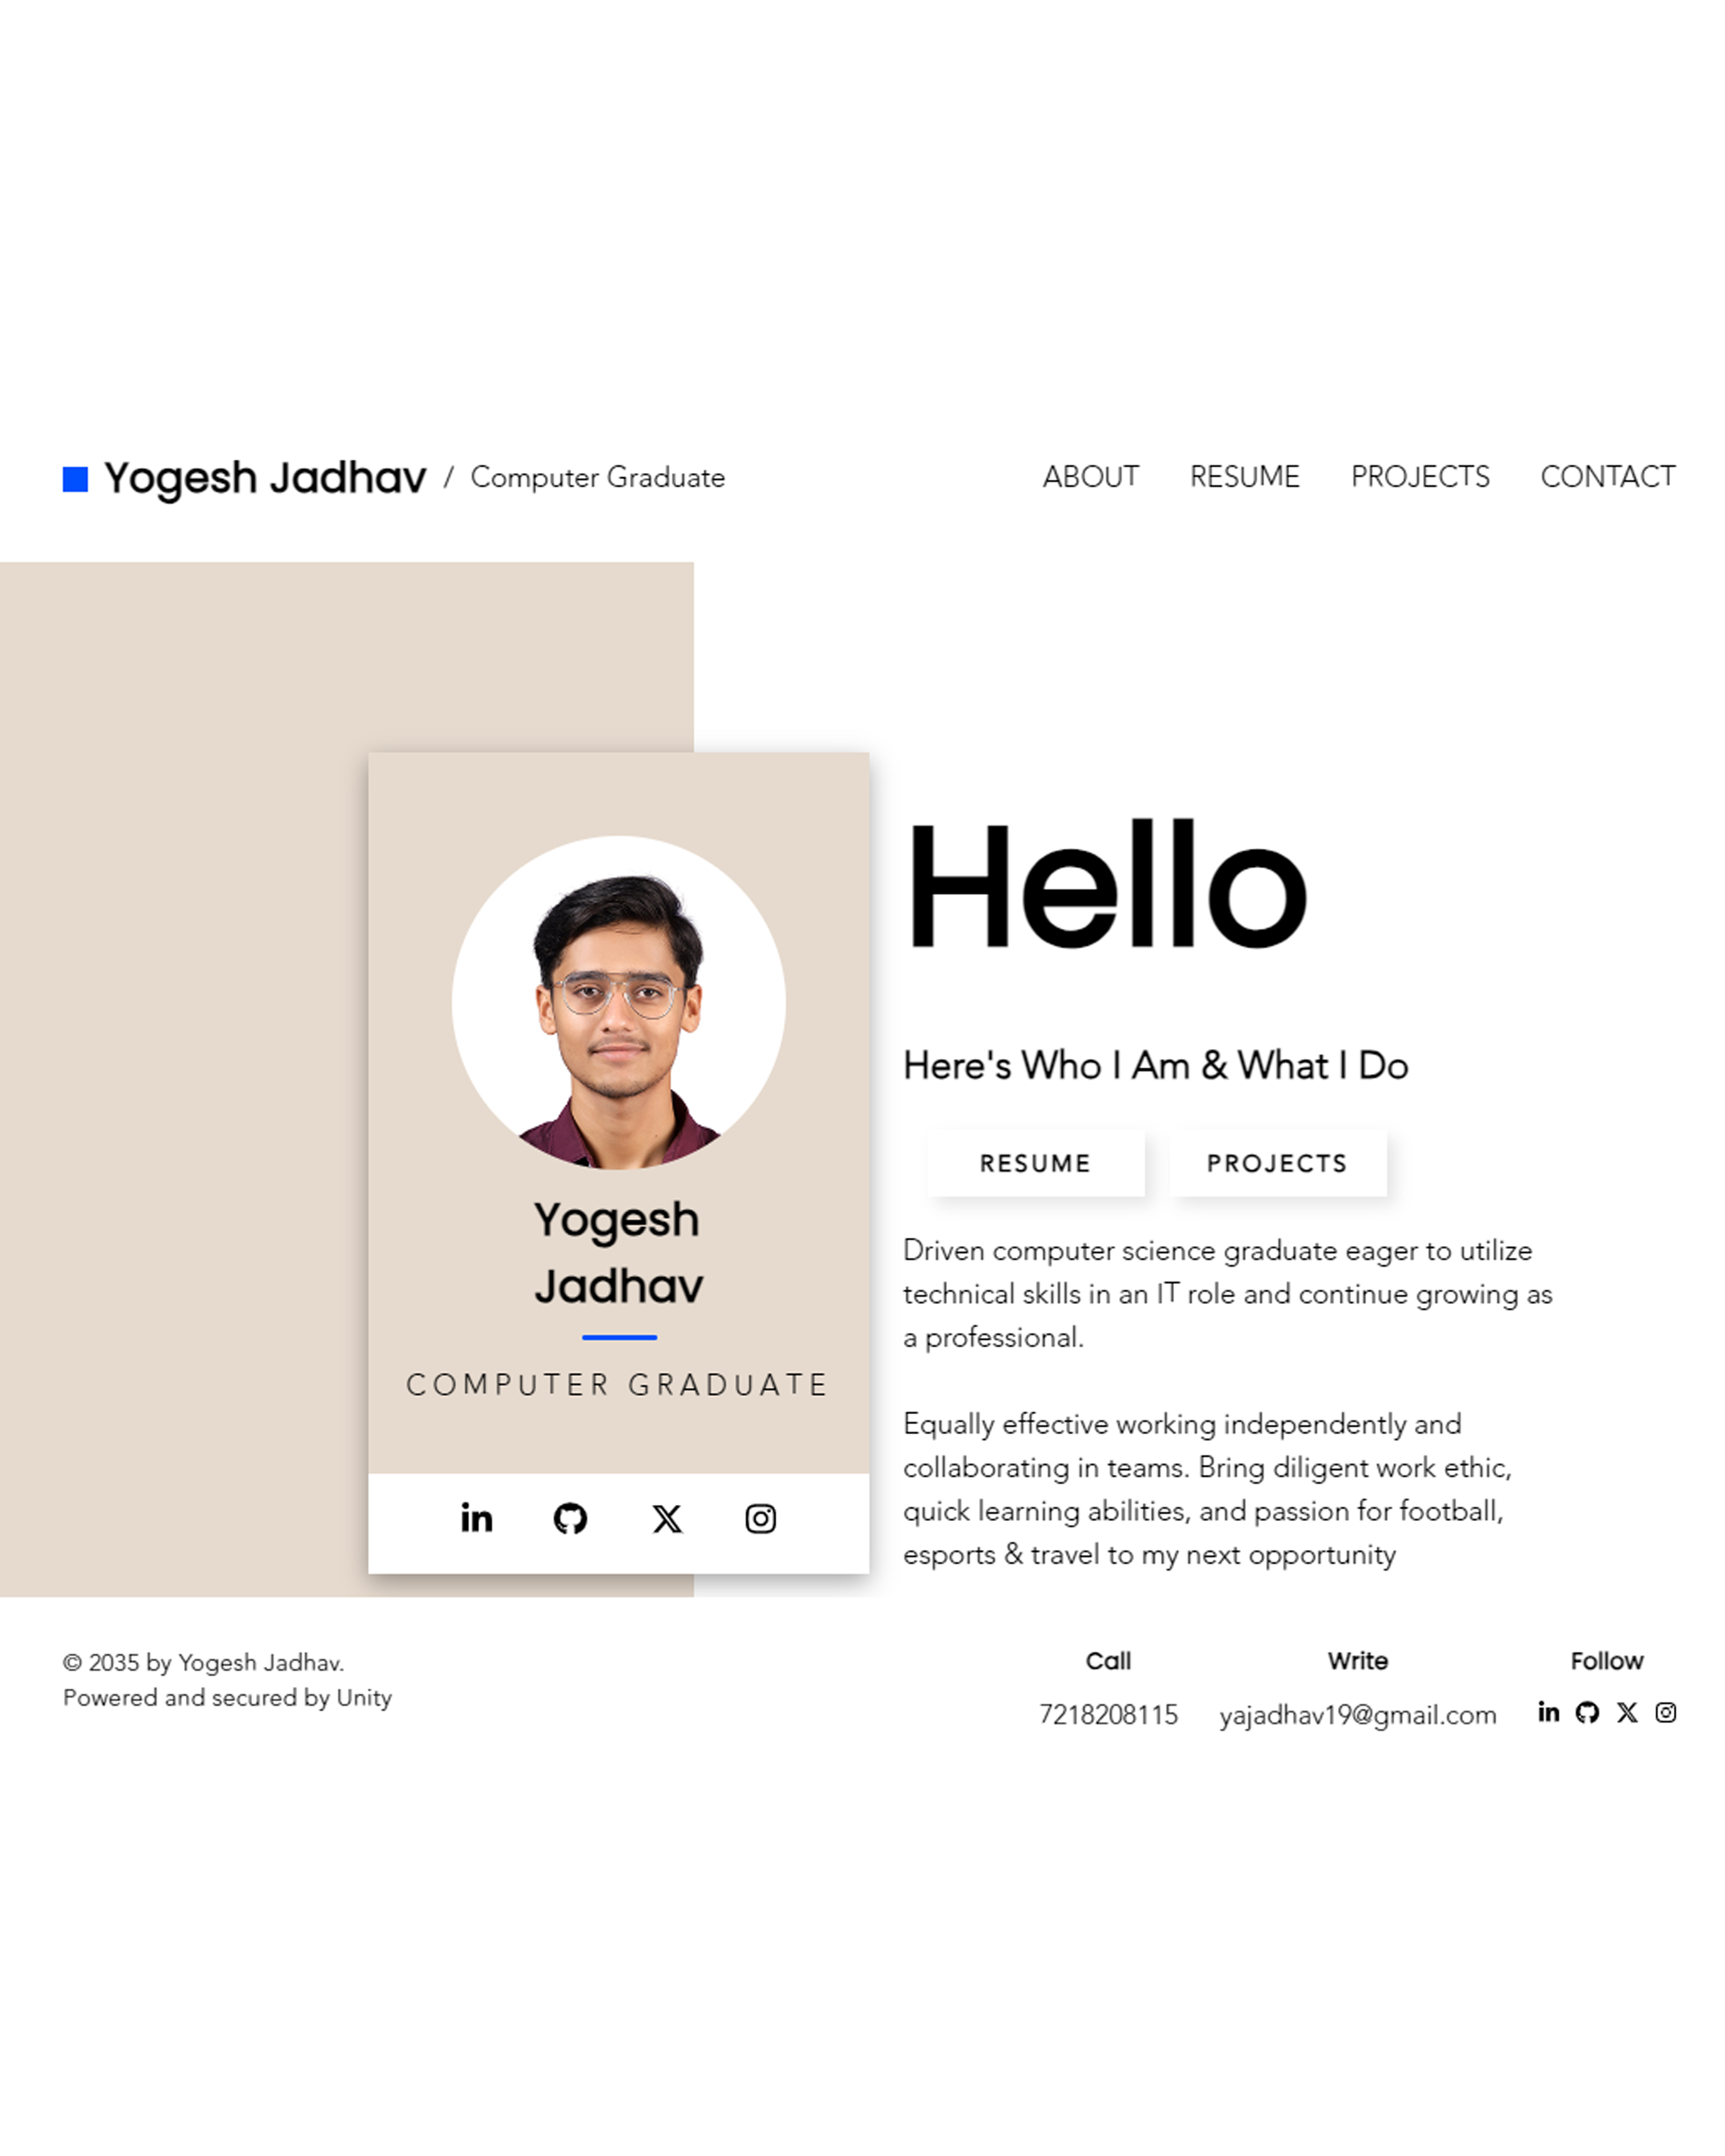 Yogesh Jadhav / Computer Graduate
ABOUT RESUME PROJECTS CONTACT
Yogesh
Jadhav
COMPUTER GRADUATE
in
Hello
Here's Who I Am & What I Do
RESUME PROJECTS
Driven computer science graduate eager to utilize
technical skills in an IT role and continue growing as
a professional.
Equally effective working independently and
collaborating in teams. Bring diligent work ethic,
quick learning abilities, and passion for football,
esports & travel to my next opportunity
© 2035 by Yogesh Jadhav.
Powered and secured by Unity
Call
7218208115
Write
yajadhav19@gmail.com
Follow
in